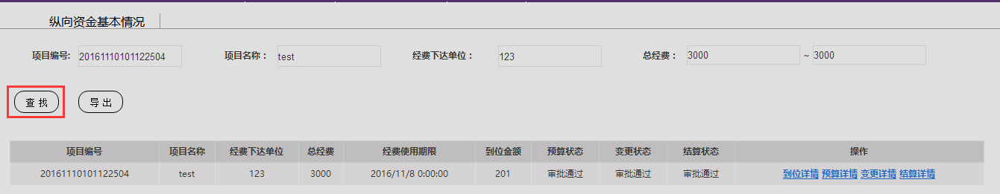 纵向资金基本情况
项目编号: 20161110101122504 项目名称： test 经费下达单位： 123 总经费： 3000 ~ 3000
查 找 导 出
项目编号 项目名称 经费下达单位 总经费 经费使用期限 到位金额 预算状态 变更状态 结算状态 操作
20161110101122504 test 123 3000 2016/11/8 0:00:00 201 审批通过 审批通过 审批通过 到位详情 预算详情 变更详情 结算详情